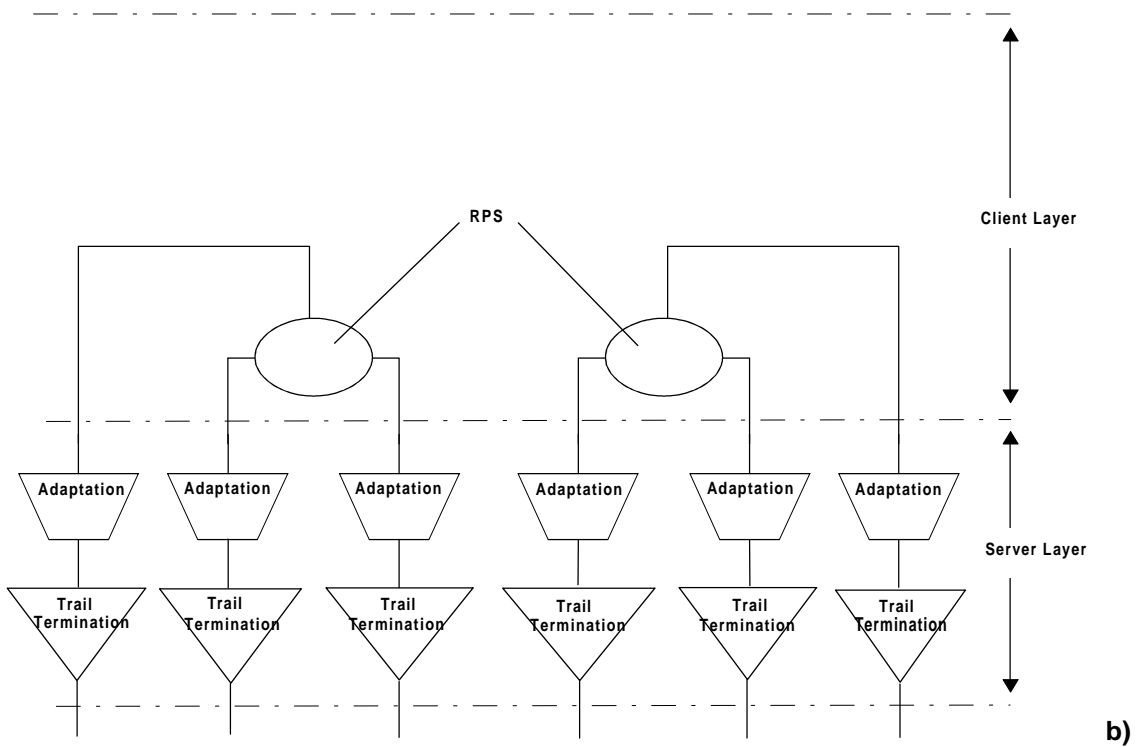 RPS
Client Layer
Adaptation
Adaptation
Adaptation
Adaptation
Adaptation
Adaptation
Server Layer
Trail
Termination
Trail
Termination
Trail
Termination
Trail
Termination
Trail
Termination
Trail
Termination
b)